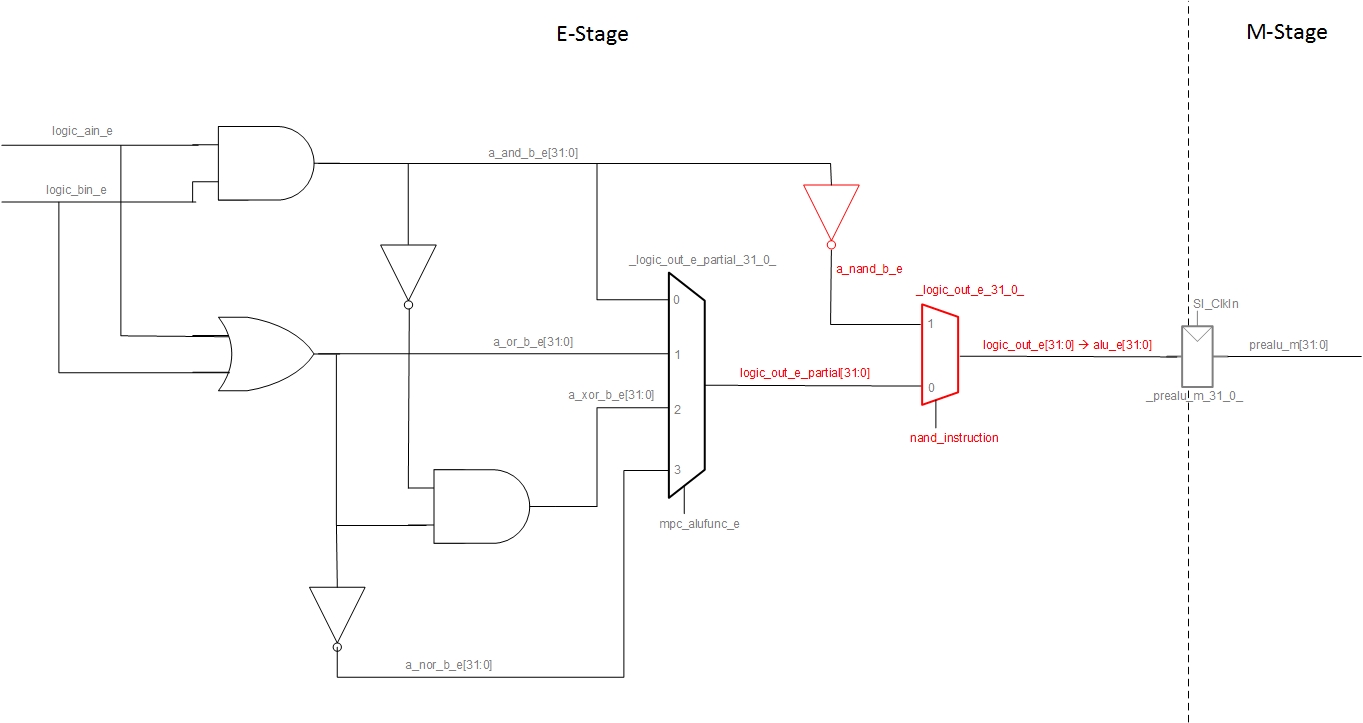 E-Stage
M-Stage
logic_ain_e
a_and_b_e[31:0]
logic_bin_e
_logic_out_e_partial_31_0_
a_nand_b_e
_logic_out_e_31_0_
0
SI_ClkIn
1
a_or_b_e[31:0]
1
logic_out_e[31:0] → alu_e[31:0]
prealu_m[31:0]
logic_out_e_partial[31:0]
0
a_xor_b_e[31:0]
2
_prealu_m_31_0_
nand_instruction
3
mpc_alufunc_e
a_nor_b_e[31:0]